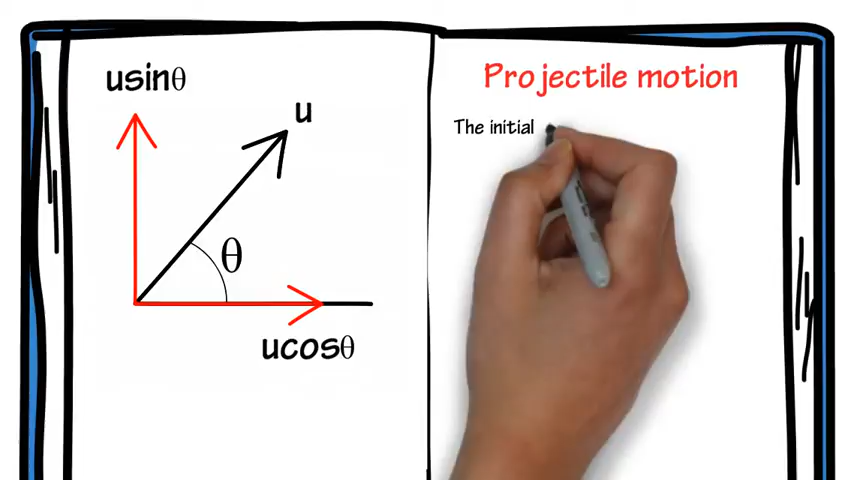 usinθ
u
θ
ucosθ
Projectile motion
The initial